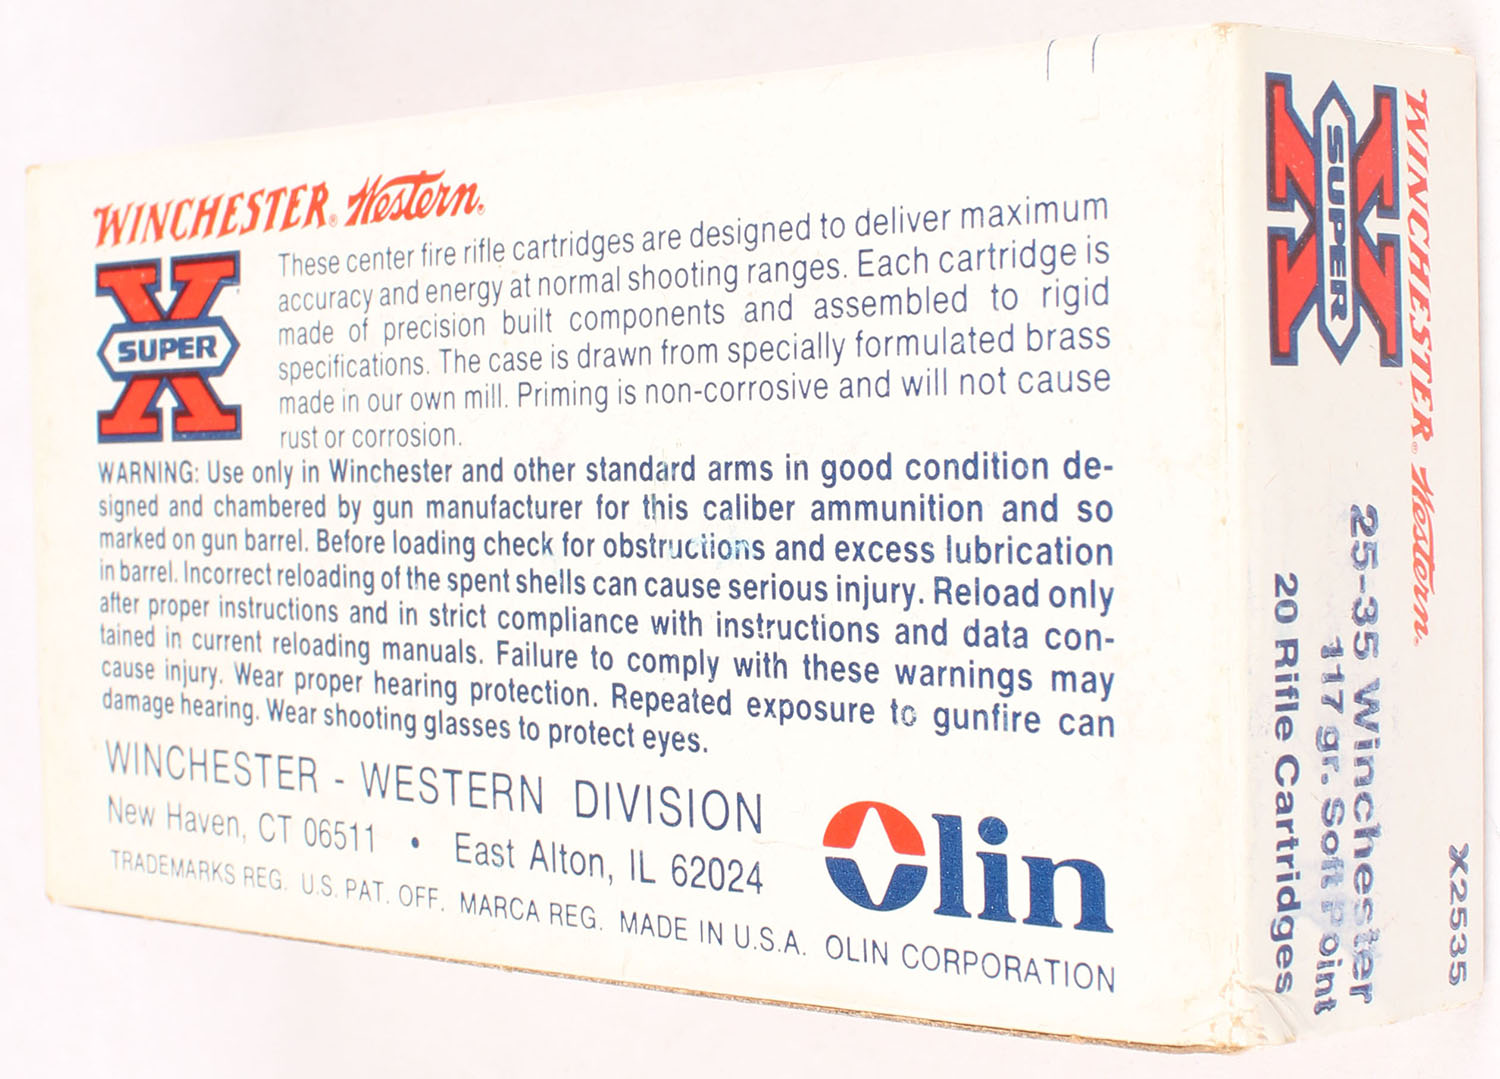 WINCHESTER® Western®
SUPER X
These center fire rifle cartridges are designed to deliver maximum
accuracy and energy at normal shooting ranges. Each cartridge is
made of precision built components and assembled to rigid
specifications. The case is drawn from specially formulated brass
made in our own mill. Priming is non-corrosive and will not cause
rust or corrosion.
WARNING: Use only in Winchester and other standard arms in good condition de-
signed and chambered by gun manufacturer for this caliber ammunition and so
marked on gun barrel. Before loading check for obstructions and excess lubrication
in barrel. Incorrect reloading of the spent shells can cause serious injury. Reload only
after proper instructions and in strict compliance with instructions and data con-
tained in current reloading manuals. Failure to comply with these warnings may
cause injury. Wear proper hearing protection. Repeated exposure to gunfire can
damage hearing. Wear shooting glasses to protect eyes.
WINCHESTER - WESTERN DIVISION
New Haven, CT 06511 • East Alton, IL 62024
Olin
TRADEMARKS REG. U.S. PAT. OFF. MARCA REG. MADE IN U.S.A. OLIN CORPORATION
WINCHESTER® Western®
SUPER X
X2535
25-35 Winchester
117 gr. Soft Point
20 Rifle Cartridges